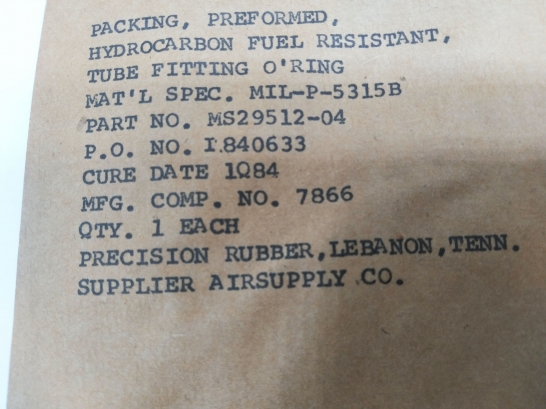 PACKING, PREFORMED,
HYDROCARBON FUEL RESISTANT,
TUBE FITTING O'RING
MAT'L SPEC. MIL-P-5315B
PART NO. MS29512-04
P.O. NO. I.840633
CURE DATE 1Q84
MFG. COMP. NO. 7866
QTY. 1 EACH
PRECISION RUBBER,LEBANON,TENN.
SUPPLIER AIRSUPPLY CO.